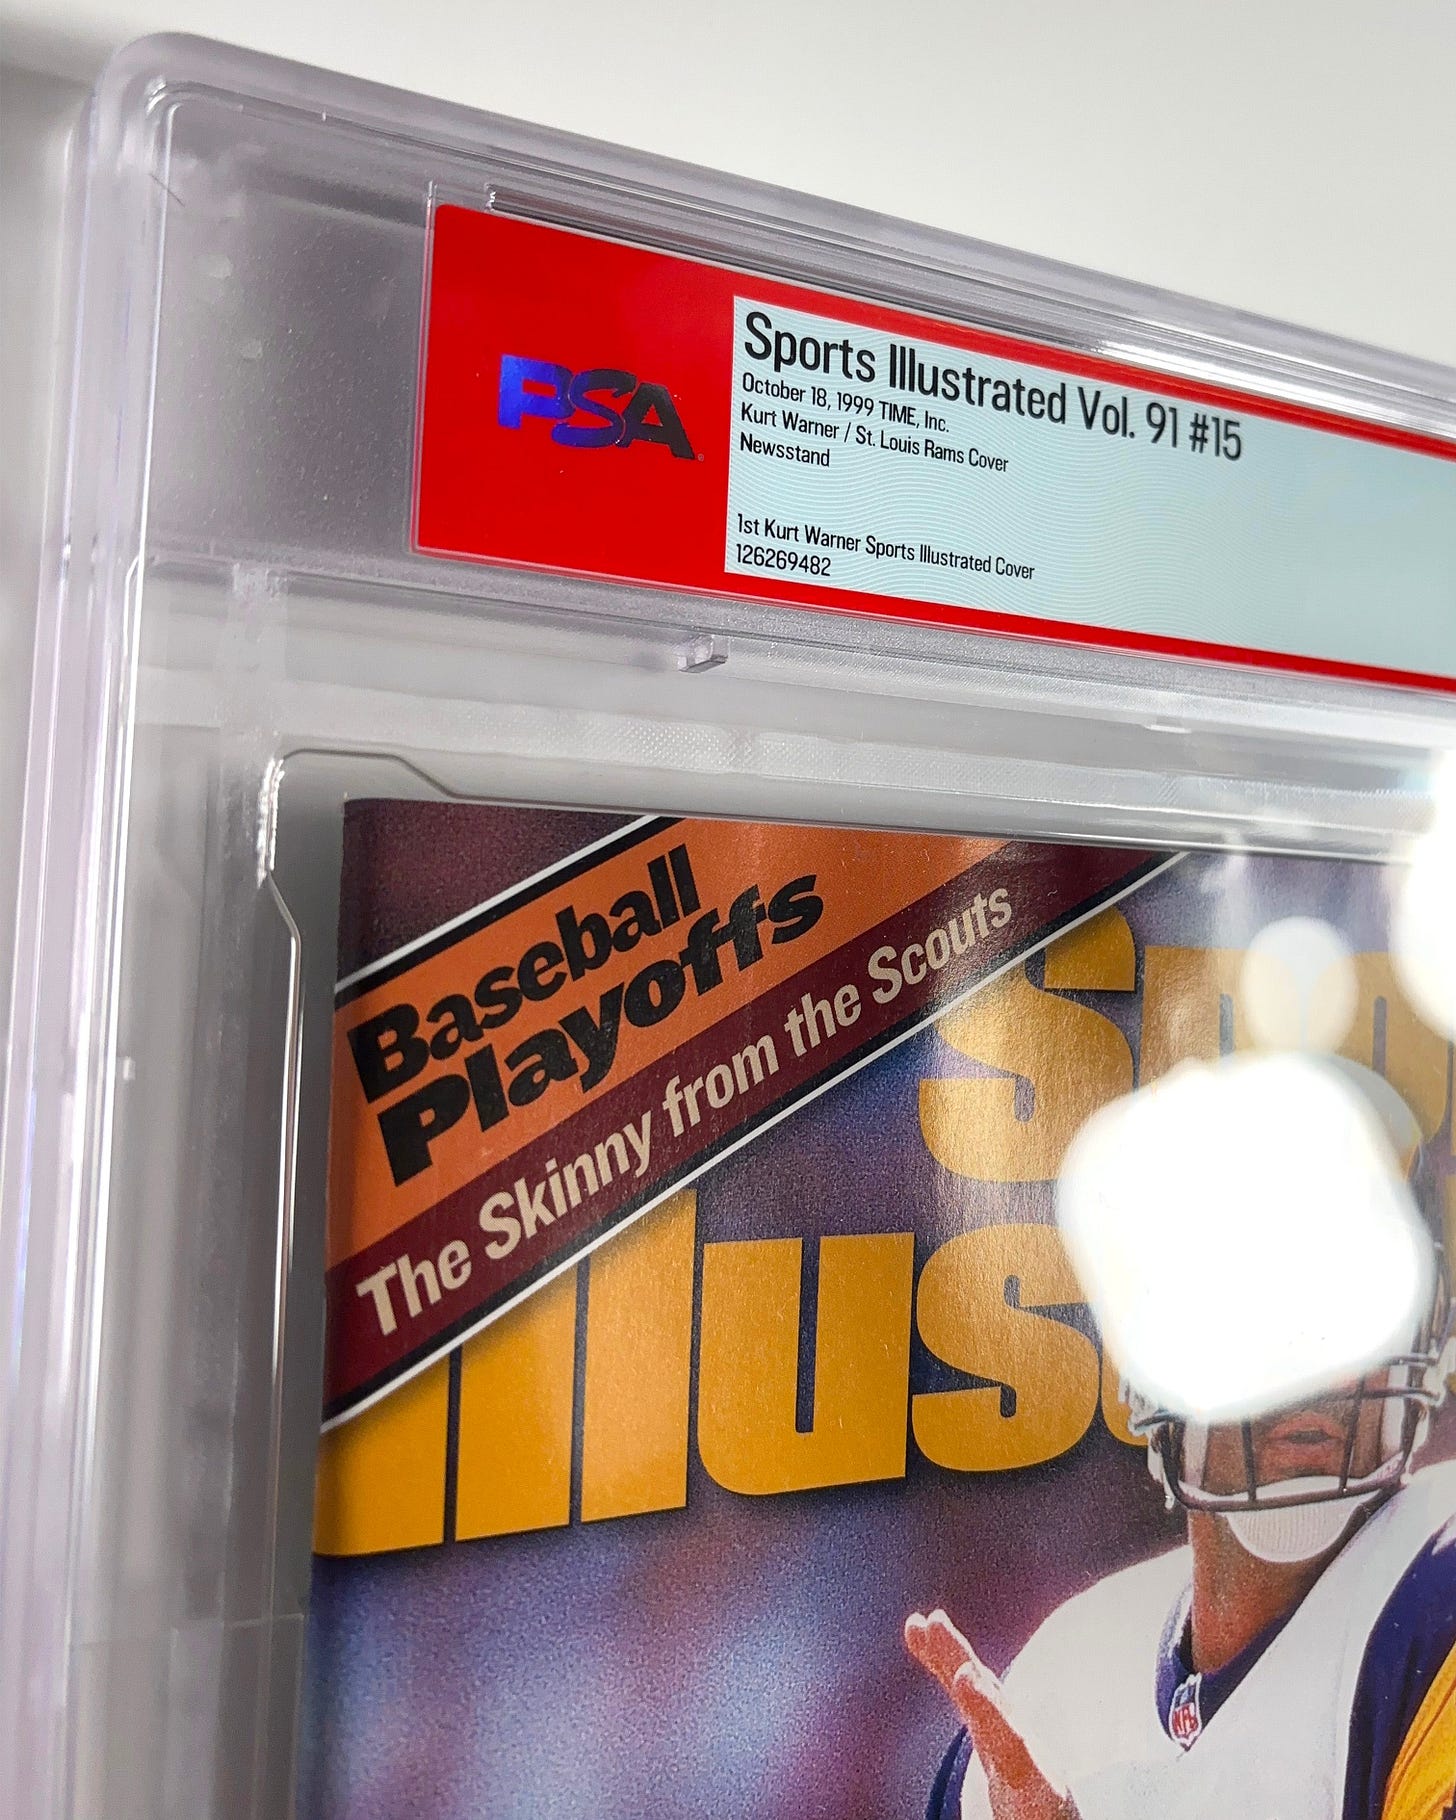 PSA
Sports Illustrated Vol. 91 #15
October 18, 1999 TIME, Inc.
Kurt Warner / St. Louis Rams Cover
Newsstand
1st Kurt Warner Sports Illustrated Cover
126269482
Baseball
Playoffs
The Skinny from the Scouts
NFL